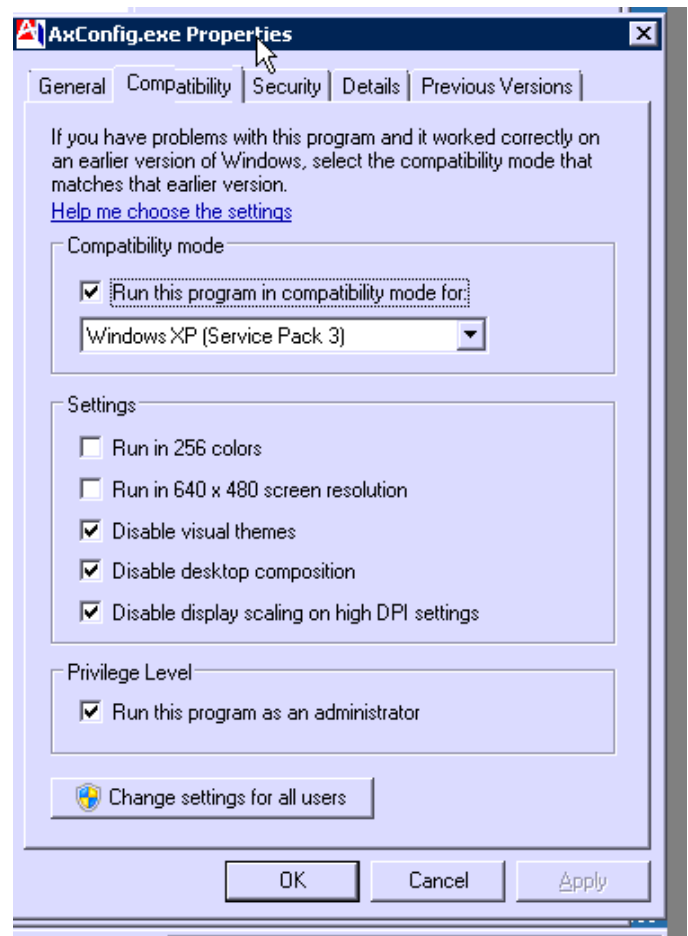 AxConfig.exe Properties
General Compatibility Security Details Previous Versions
If you have problems with this program and it worked correctly on
an earlier version of Windows, select the compatibility mode that
matches that earlier version.
Help me choose the settings
Compatibility mode
Run this program in compatibility mode for:
Windows XP (Service Pack 3)
Settings
Run in 256 colors
Run in 640 x 480 screen resolution
Disable visual themes
Disable desktop composition
Disable display scaling on high DPI settings
Privilege Level
Run this program as an administrator
Change settings for all users
OK Cancel Apply